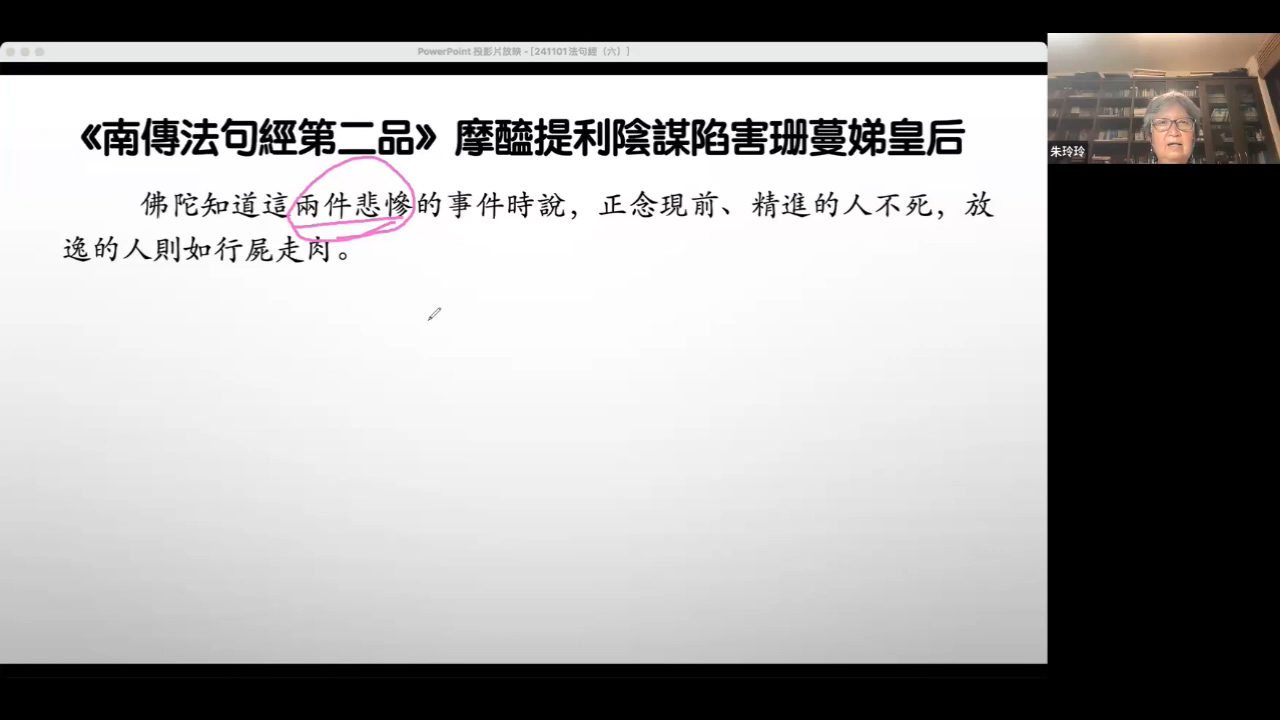 PowerPoint 投影片放映 - [241101法句經（六）]
《南傳法句經第二品》摩醯提利陰謀陷害珊蔓娣皇后
佛陀知道這兩件悲慘的事件時說，正念現前、精進的人不死，放
逸的人則如行屍走肉。
朱玲玲